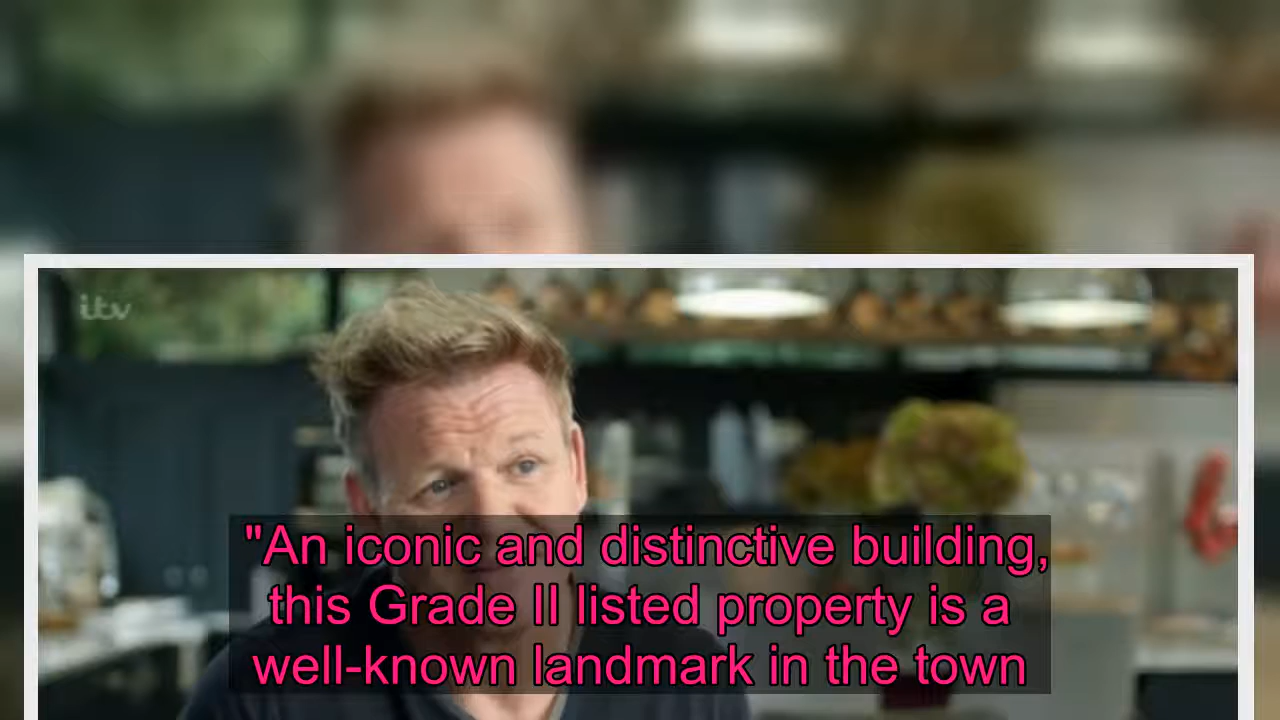 itv
"An iconic and distinctive building,
this Grade II listed property is a
well-known landmark in the town